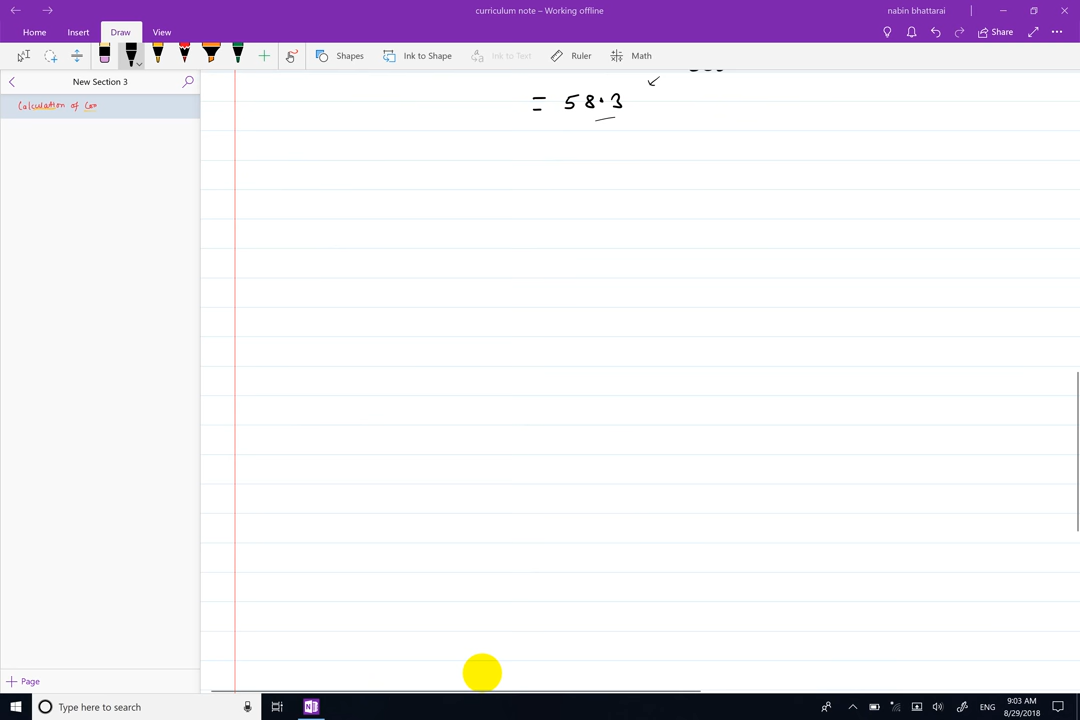 curriculum note – Working offline
nabin bhattarai
Home
Insert
Draw
View
Share
Shapes
Ink to Shape
Ink to Text
Ruler
Math
New Section 3
Calculation of
= 58.3
Page
Type here to search
ENG
9:03 AM
8/29/2018